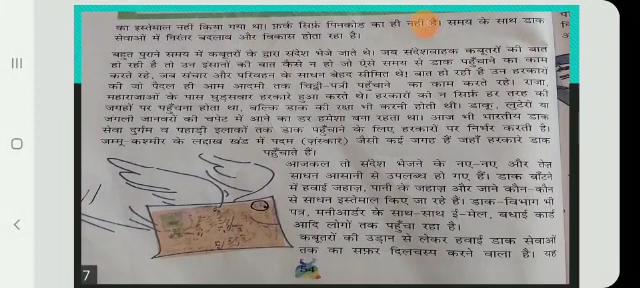 का इस्तेमाल नहीं किया गया था। फ़र्क सिर्फ़ पिनकोड का ही नहीं है। समय के साथ डाक
सेवाओं में निरंतर बदलाव और विकास होता रहा है।
बहुत पुराने समय में कबूतरों के द्वारा संदेश भेजे जाते थे। जब संदेशवाहक कबूतरों की बात
हो रही है तो उन इंसानों की बात कैसे न हो जो ऐसे समय से डाक पहुँचाने का काम
करते रहे, जब संचार और परिवहन के साधन बेहद सीमित थे। बात हो रही है उन हरकारों
की जो पैदल ही आम आदमी तक चिट्ठी-पत्री पहुँचाने का काम करते रहे। राजा,
महाराजाओं के पास घुड़सवार हरकारे हुआ करते थे। हरकारों को न सिर्फ़ हर तरह की
जगहों पर पहुँचना होता था, बल्कि डाक की रक्षा भी करनी होती थी। डाकू, लुटेरों या
जंगली जानवरों की चपेट में आने का डर हमेशा बना रहता था। आज भी भारतीय डाक
सेवा दुर्गम व पहाड़ी इलाकों तक डाक पहुँचाने के लिए हरकारों पर निर्भर करती है।
जम्मू-कश्मीर के लद्दाख खंड में पदम (ज़ंस्कार) जैसी कई जगह हैं जहाँ हरकारे डाक
पहुँचाते हैं।
आजकल तो संदेश भेजने के नए-नए और तेज़
साधन आसानी से उपलब्ध हो गए हैं। डाक बाँटने
में हवाई जहाज़, पानी के जहाज़ और जाने कौन-कौन
से साधन इस्तेमाल किए जा रहे हैं। डाक-विभाग भी
पत्र, मनीआर्डर के साथ-साथ ई-मेल, बधाई कार्ड
आदि लोगों तक पहुँचा रहा है।
कबूतरों की उड़ान से लेकर हवाई डाक सेवाओं
तक का सफ़र दिलचस्प करने वाला है। यह
54
7